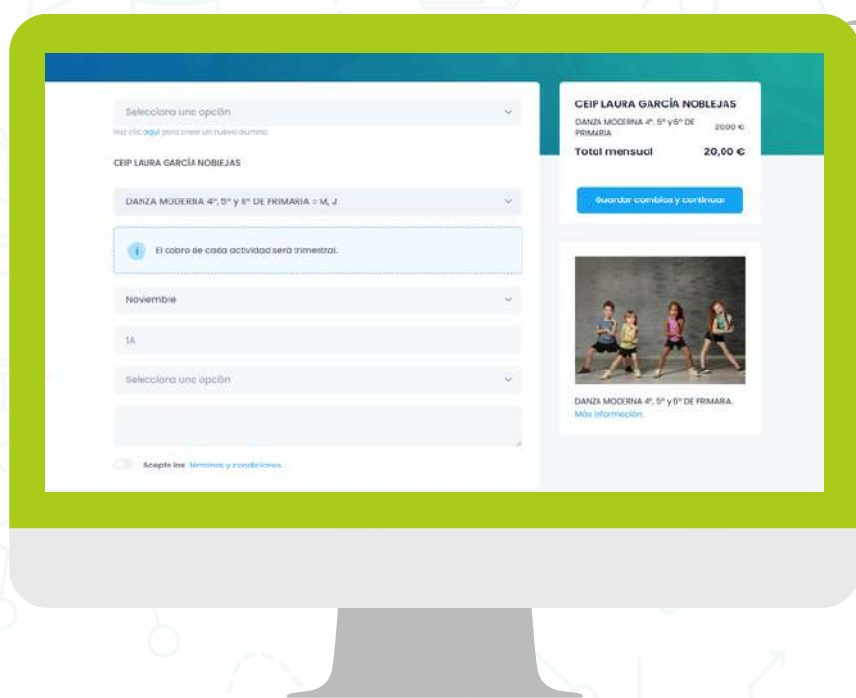 Selecciona una opción
Haz clic aquí para crear un nuevo alumno
CEIP LAURA GARCÍA NOBLEJAS
DANZA MODERNA 4º, 5º y 6º DE PRIMARIA ○ M, J
i El cobro de cada actividad será trimestral.
Noviembre
1A
Selecciona una opción
Acepto los términos y condiciones.
CEIP LAURA GARCÍA NOBLEJAS
DANZA MODERNA 4º, 5º y 6º DE PRIMARIA
20,00 €
Total mensual 20,00 €
Guardar cambios y continuar
DANZA MODERNA 4º, 5º y 6º DE PRIMARA.
Más información.